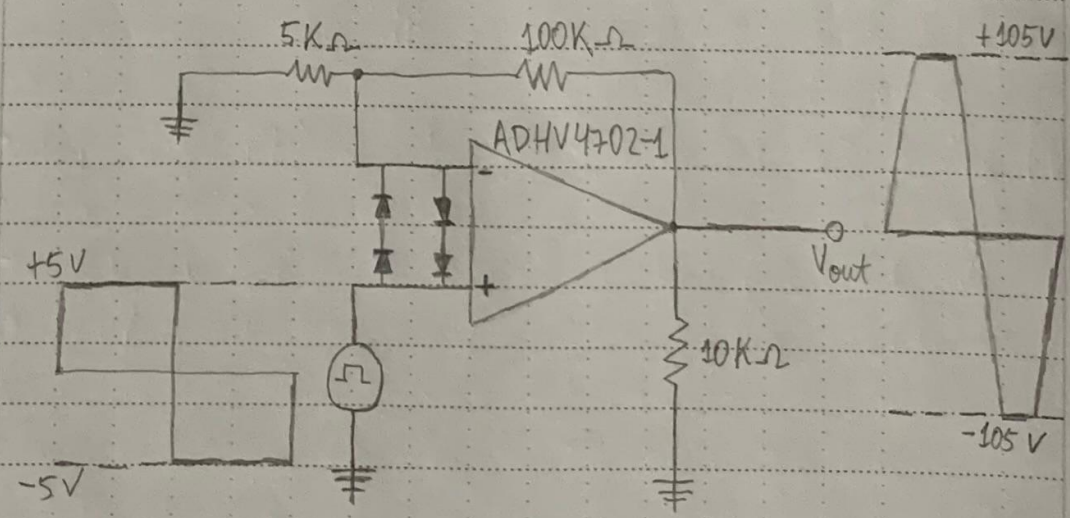 5KΩ
100KΩ
+105V
ADHV4702-1
-
+5V
+
Vout
10KΩ
-105V
-5V